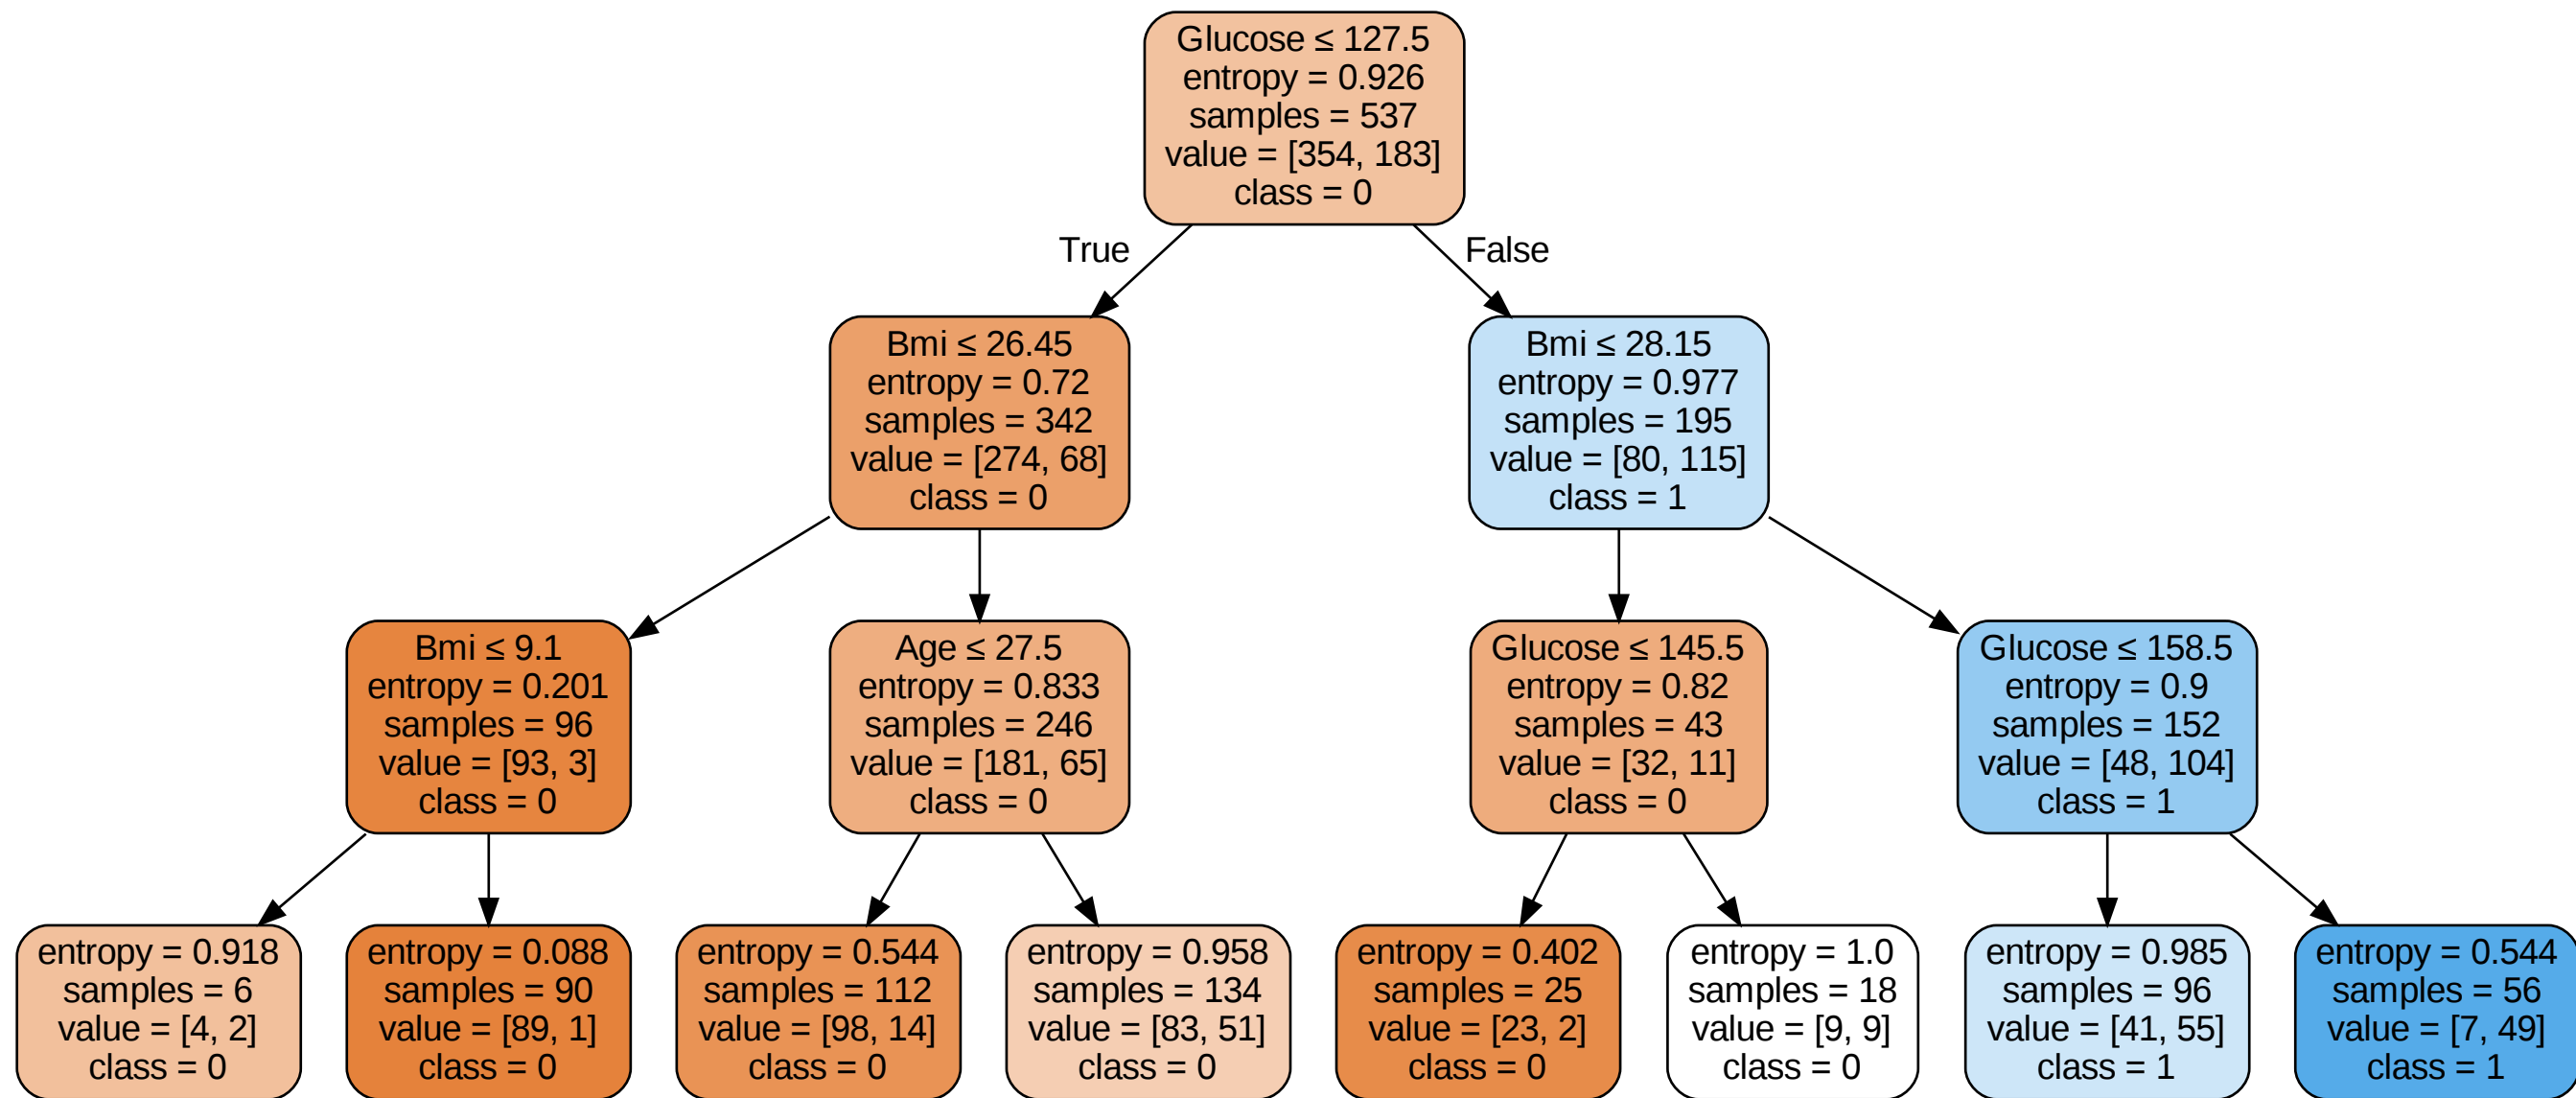 Glucose ≤ 127.5
entropy = 0.926
samples = 537
value = [354, 183]
class = 0
True
False
Bmi ≤ 26.45
entropy = 0.72
samples = 342
value = [274, 68]
class = 0
Bmi ≤ 28.15
entropy = 0.977
samples = 195
value = [80, 115]
class = 1
Bmi ≤ 9.1
entropy = 0.201
samples = 96
value = [93, 3]
class = 0
Age ≤ 27.5
entropy = 0.833
samples = 246
value = [181, 65]
class = 0
Glucose ≤ 145.5
entropy = 0.82
samples = 43
value = [32, 11]
class = 0
Glucose ≤ 158.5
entropy = 0.9
samples = 152
value = [48, 104]
class = 1
entropy = 0.918
samples = 6
value = [4, 2]
class = 0
entropy = 0.088
samples = 90
value = [89, 1]
class = 0
entropy = 0.544
samples = 112
value = [98, 14]
class = 0
entropy = 0.958
samples = 134
value = [83, 51]
class = 0
entropy = 0.402
samples = 25
value = [23, 2]
class = 0
entropy = 1.0
samples = 18
value = [9, 9]
class = 0
entropy = 0.985
samples = 96
value = [41, 55]
class = 1
entropy = 0.544
samples = 56
value = [7, 49]
class = 1